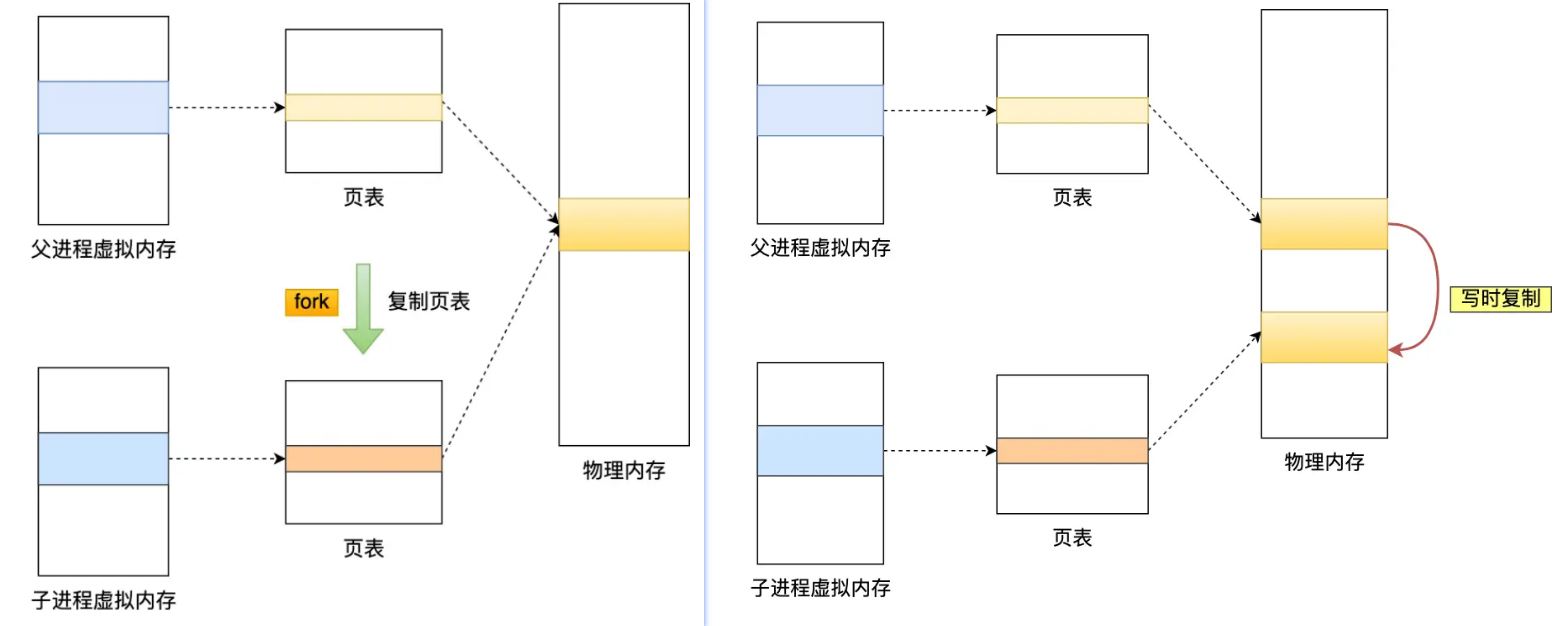 页表
父进程虚拟内存
fork
复制页表
物理内存
页表
子进程虚拟内存
页表
父进程虚拟内存
写时复制
物理内存
页表
子进程虚拟内存